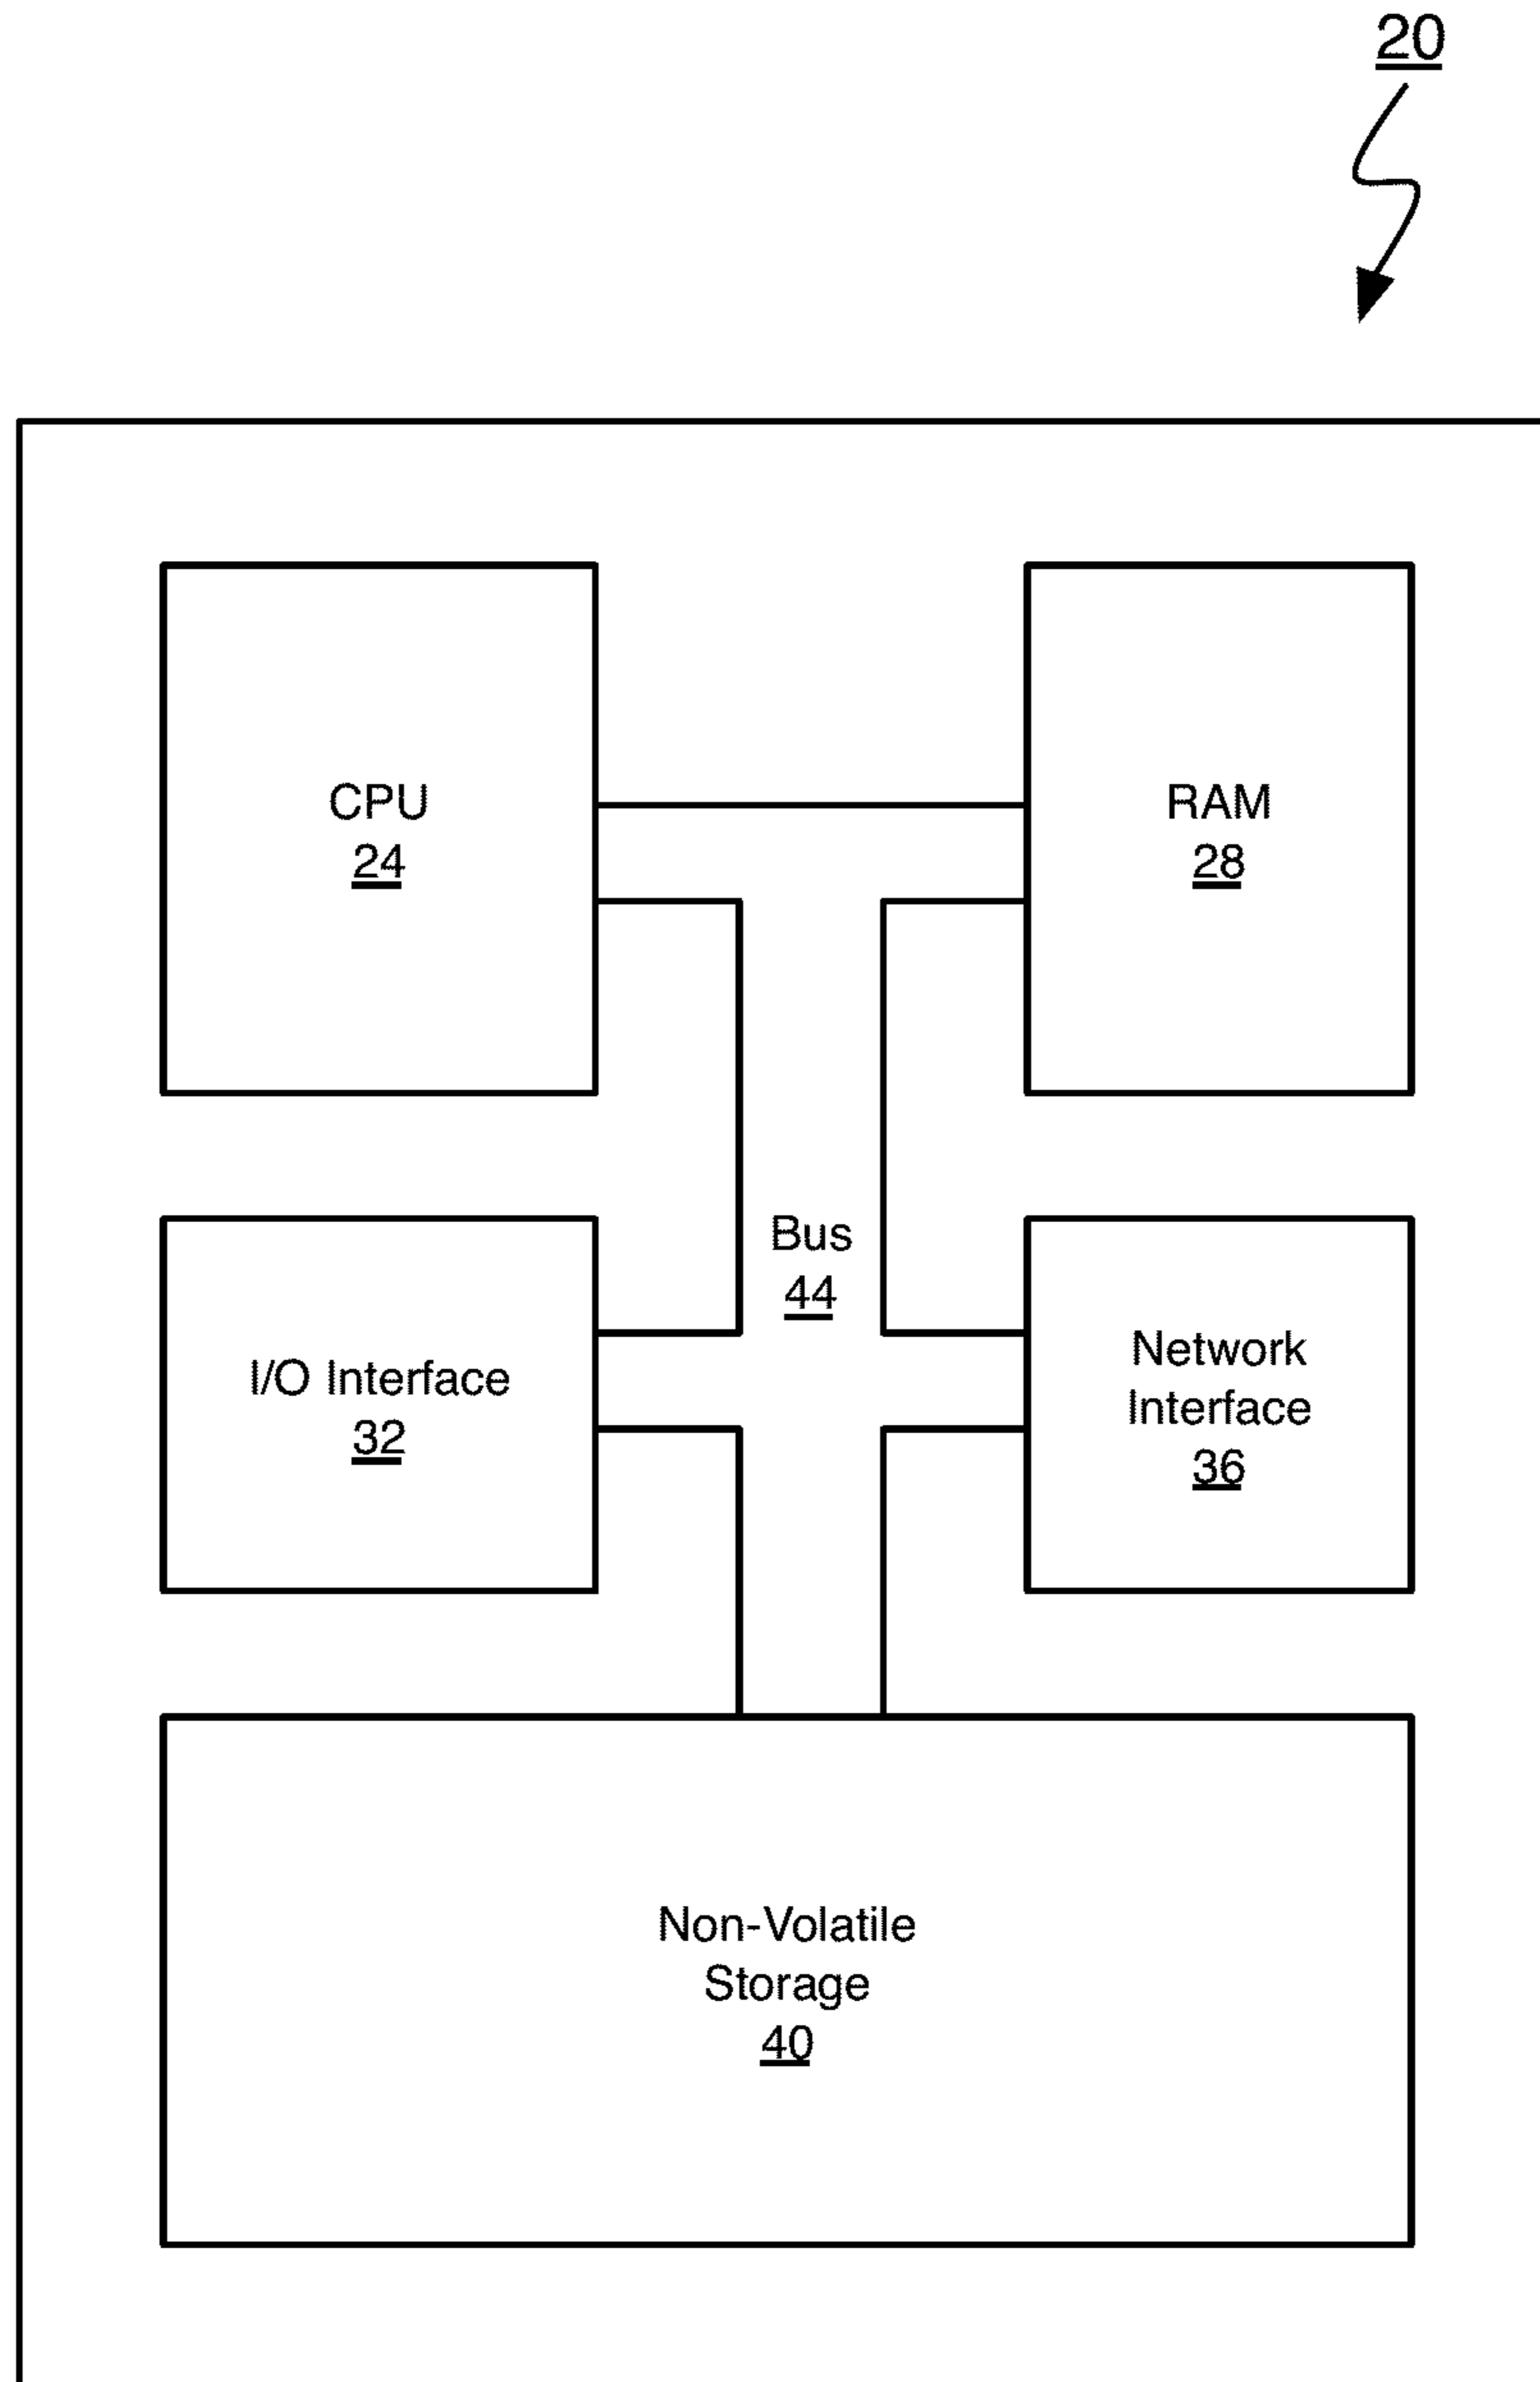 20
CPU
24
RAM
28
Bus
44
I/O Interface
32
Network
Interface
36
Non-Volatile
Storage
40